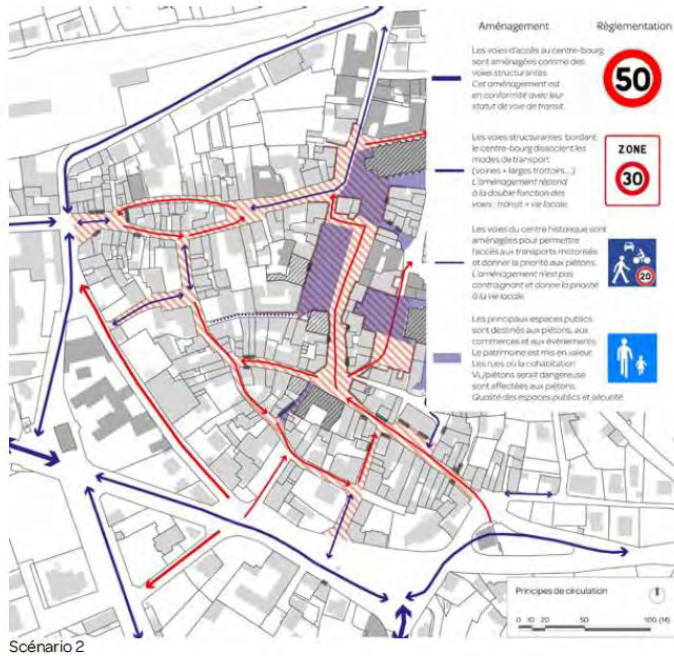 Aménagement
Règlementation
Les voies d'accès au centre-bourg
sont aménagées comme des
voies structurantes.
Cet aménagement est
en conformité avec leur
statut de voie de transit.
50
Les voies structurantes bordant
le centre-bourg dissocient les
modes de transport
(voiries + larges trottoirs,...)
L'aménagement répond
à la double fonction des
voies : transit + vie locale.
ZONE
30
Les voies du centre historique sont
aménagées pour permettre
l'accès aux transports motorisés
et donner la priorité aux piétons.
L'aménagement n'est pas
contraignant et donne la priorité
à la vie locale.
20
Les principaux espaces publics
sont destinés aux piétons, aux
commerces et aux événements.
Le patrimoine est mis en valeur.
Les rues où la cohabitation
VL/piétons serait dangereuse
sont affectées aux piétons.
Qualité des espaces publics et sécurité.
Principes de circulation
0 10 20 50 100 (M)
Scénario 2